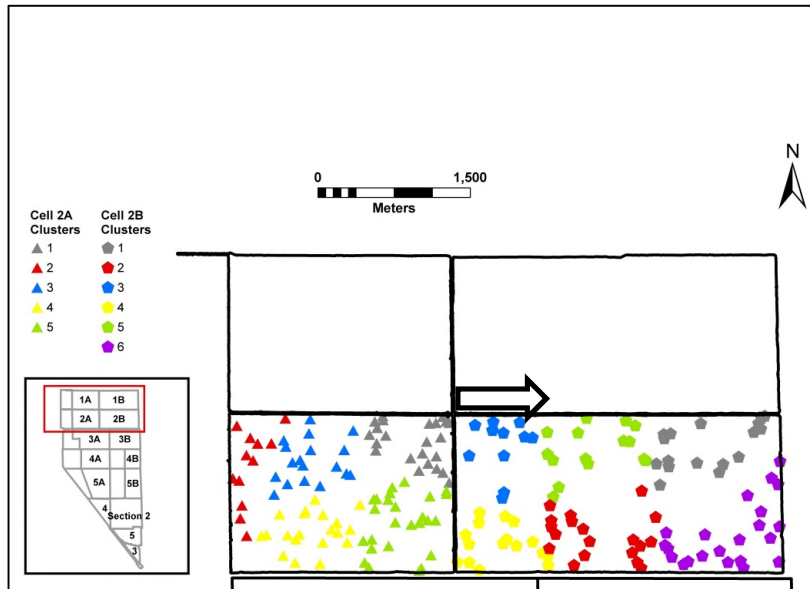 N
0 1,500
Meters
Cell 2A Cell 2B
Clusters Clusters
1 1
2 2
3 3
4 4
5 5
6
1A 1B
2A 2B
3A 3B
4A 4B
5A 5B
4 Section 2
5
3